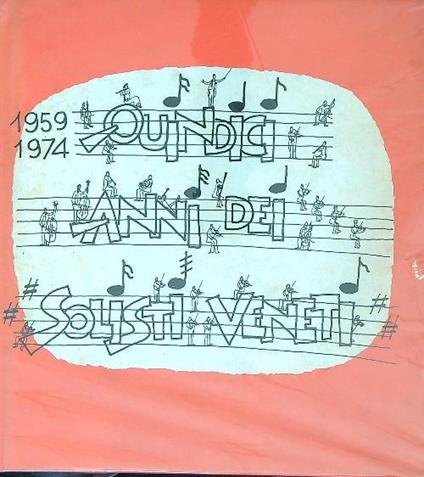 1959
1974
QUINDICI
ANNI DEI
SOLISTI VENETI